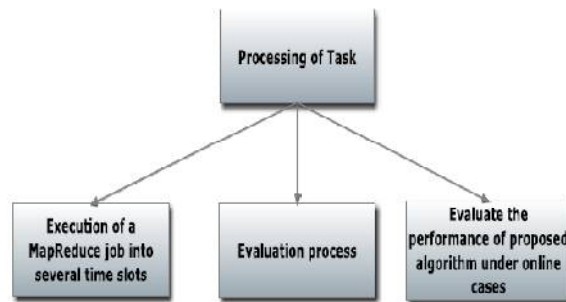 Processing of Task
Execution of a
MapReduce job into
several time slots
Evaluation process
Evaluate the
performance of proposed
algorithm under online
cases